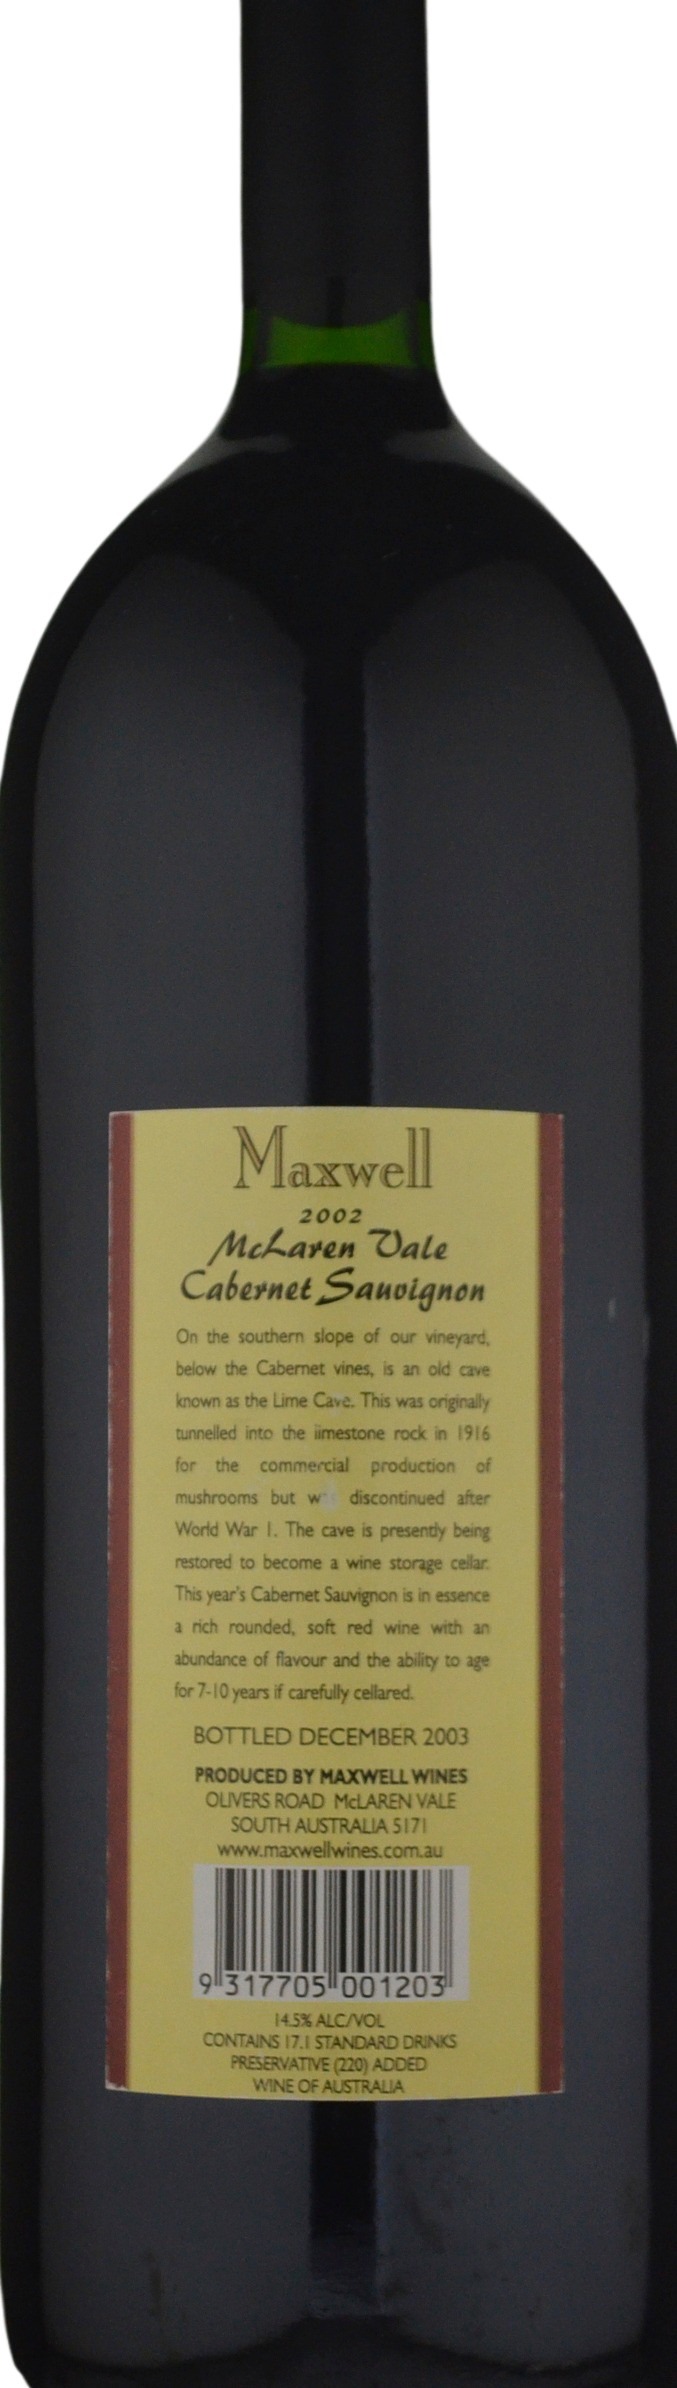 Maxwell
2002
McLaren Vale
Cabernet Sauvignon
On the southern slope of our vineyard,
below the Cabernet vines, is an old cave
known as the Lime Cave. This was originally
tunnelled into the limestone rock in 1916
for the commercial production of
mushrooms but was discontinued after
World War 1. The cave is presently being
restored to become a wine storage cellar.
This year's Cabernet Sauvignon is in essence
a rich rounded, soft red wine with an
abundance of flavour and the ability to age
for 7-10 years if carefully cellared.
BOTTLED DECEMBER 2003
PRODUCED BY MAXWELL WINES
OLIVERS ROAD McLAREN VALE
SOUTH AUSTRALIA 5171
www.maxwellwines.com.au
9 317705 001203
14.5% ALC/VOL
CONTAINS 17.1 STANDARD DRINKS
PRESERVATIVE (220) ADDED
WINE OF AUSTRALIA